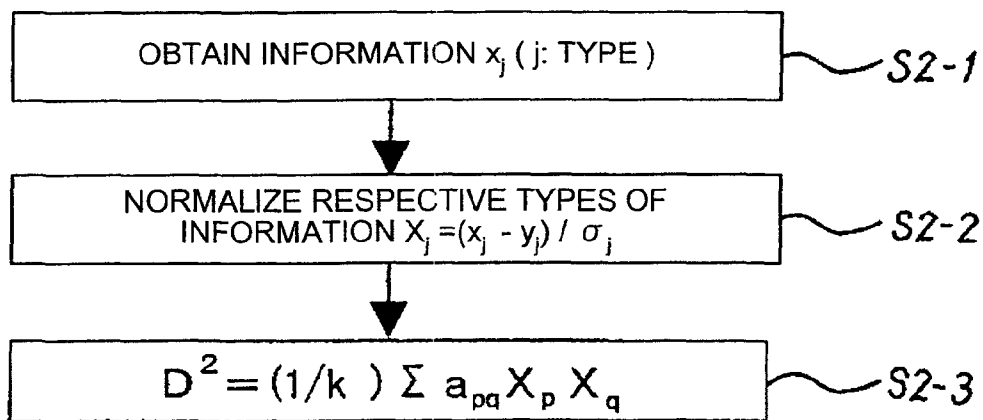 OBTAIN INFORMATION xj ( j: TYPE )
S2-1
NORMALIZE RESPECTIVE TYPES OF
INFORMATION Xj =(xj - yj) / σj
S2-2
D² = (1/k ) Σ apq Xp Xq
S2-3